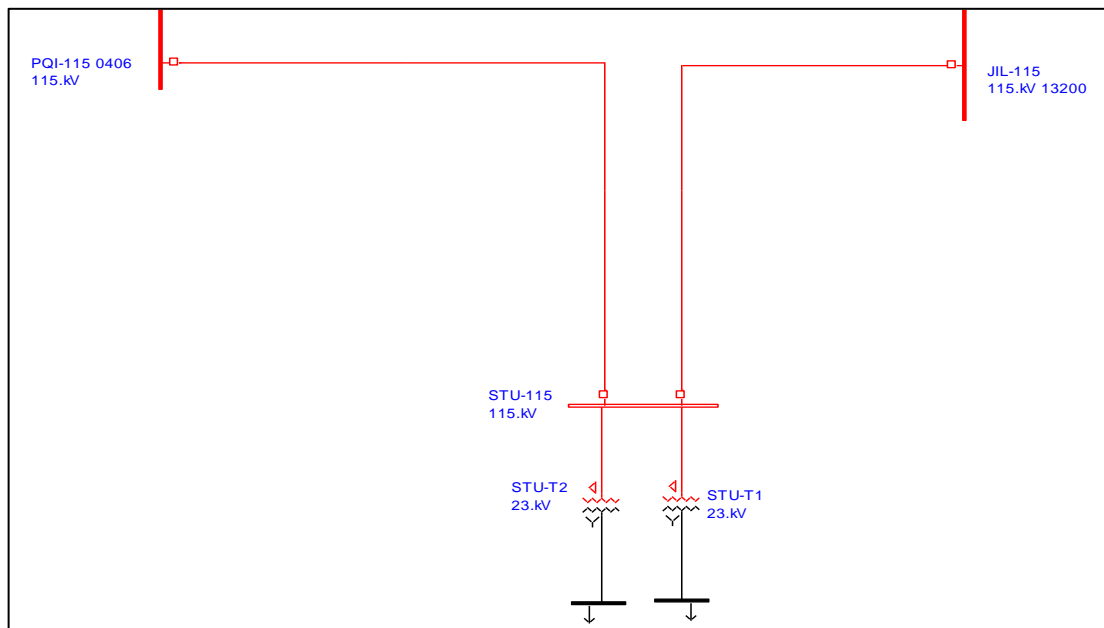 PQI-115 0406
115.kV
JIL-115
115.kV 13200
STU-115
115.kV
STU-T2
23.kV
STU-T1
23.kV